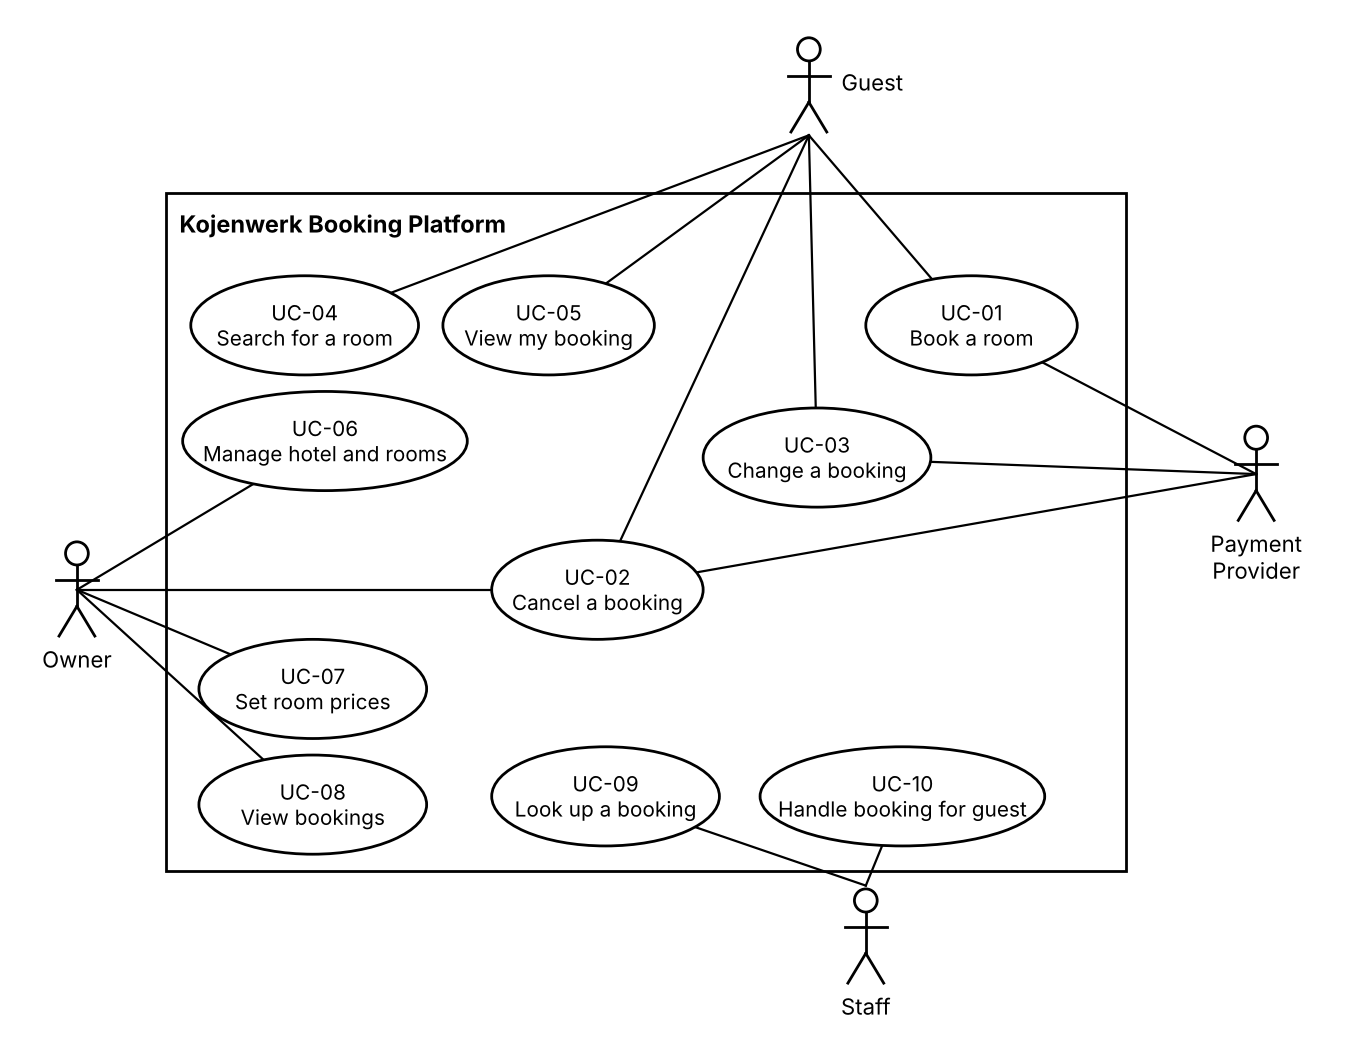 Guest
Kojenwerk Booking Platform
UC-04
Search for a room
UC-05
View my booking
UC-01
Book a room
UC-06
Manage hotel and rooms
UC-03
Change a booking
Payment
Provider
UC-02
Cancel a booking
Owner
UC-07
Set room prices
UC-08
View bookings
UC-09
Look up a booking
UC-10
Handle booking for guest
Staff